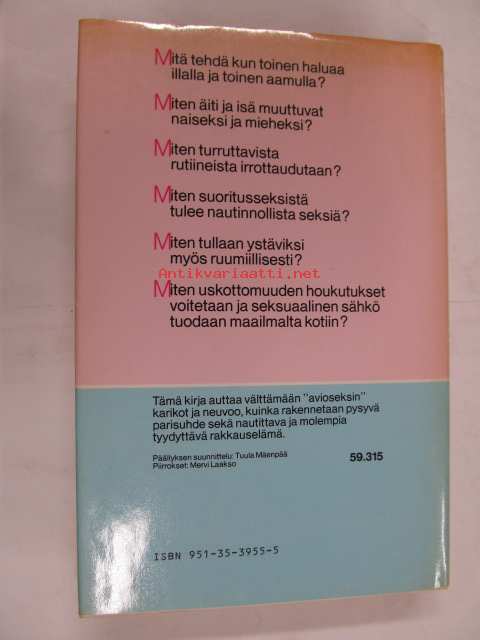 Mitä tehdä kun toinen haluaa
illalla ja toinen aamulla?
Miten äiti ja isä muuttuvat
naiseksi ja mieheksi?
Miten turruttavista
rutiineista irrottaudutaan?
Miten suoritusseksistä
tulee nautinnollista seksiä?
Miten tullaan ystäviksi
myös ruumiillisesti?
Antikvariaatti.net
Miten uskottomuuden houkutukset
voitetaan ja seksuaalinen sähkö
tuodaan maailmalta kotiin?
Tämä kirja auttaa välttämään "avioseksin"
karikot ja neuvoo, kuinka rakennetaan pysyvä
parisuhde sekä nautittava ja molempia
tyydyttävä rakkauselämä.
Päällyksen suunnittelu: Tuula Mäenpää
Piirrokset: Mervi Laakso
59.315
ISBN 951-35-3955-5